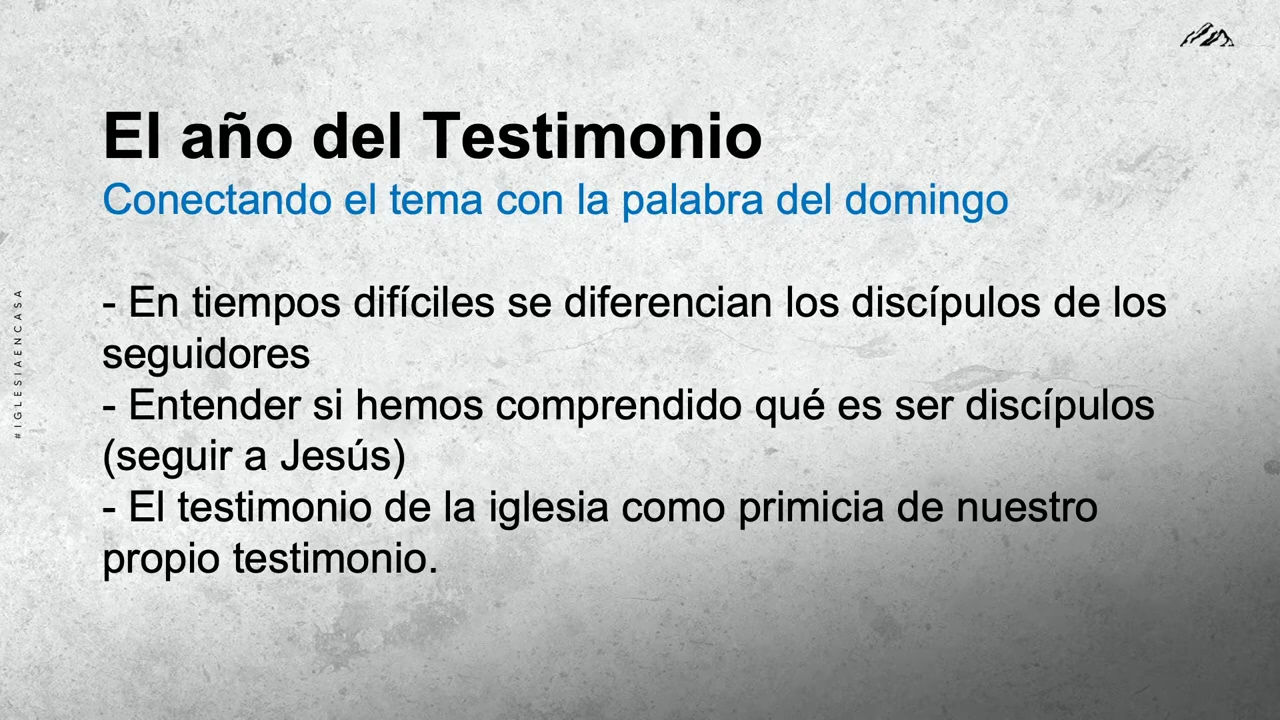 El año del Testimonio
Conectando el tema con la palabra del domingo
- En tiempos difíciles se diferencian los discípulos de los
seguidores
- Entender si hemos comprendido qué es ser discípulos
(seguir a Jesús)
- El testimonio de la iglesia como primicia de nuestro
propio testimonio.
#IGLESIAENCASA